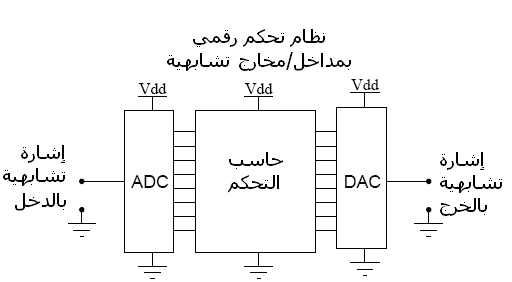 نظام تحكم رقمي
بمداخل/مخارج تشابهية
Vdd
Vdd
Vdd
إشارة
تشابهية
بالدخل
ADC
حاسب
التحكم
DAC
إشارة
تشابهية
بالخرج